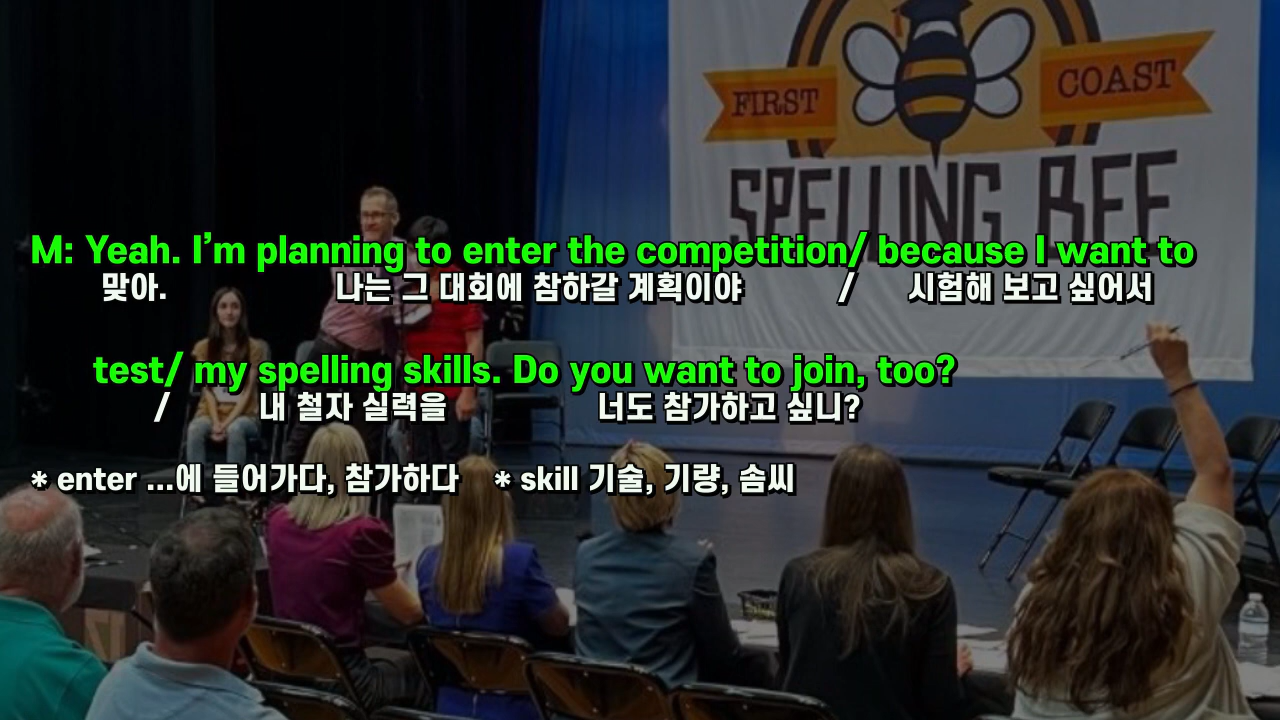 FIRST COAST
SPELLING BEE
M: Yeah. I'm planning to enter the competition/ because I want to
맞아. 나는 그 대회에 참하갈 계획이야 / 시험해 보고 싶어서
test/ my spelling skills. Do you want to join, too?
/ 내 철자 실력을 너도 참가하고 싶니?
* enter ...에 들어가다, 참가하다 * skill 기술, 기량, 솜씨